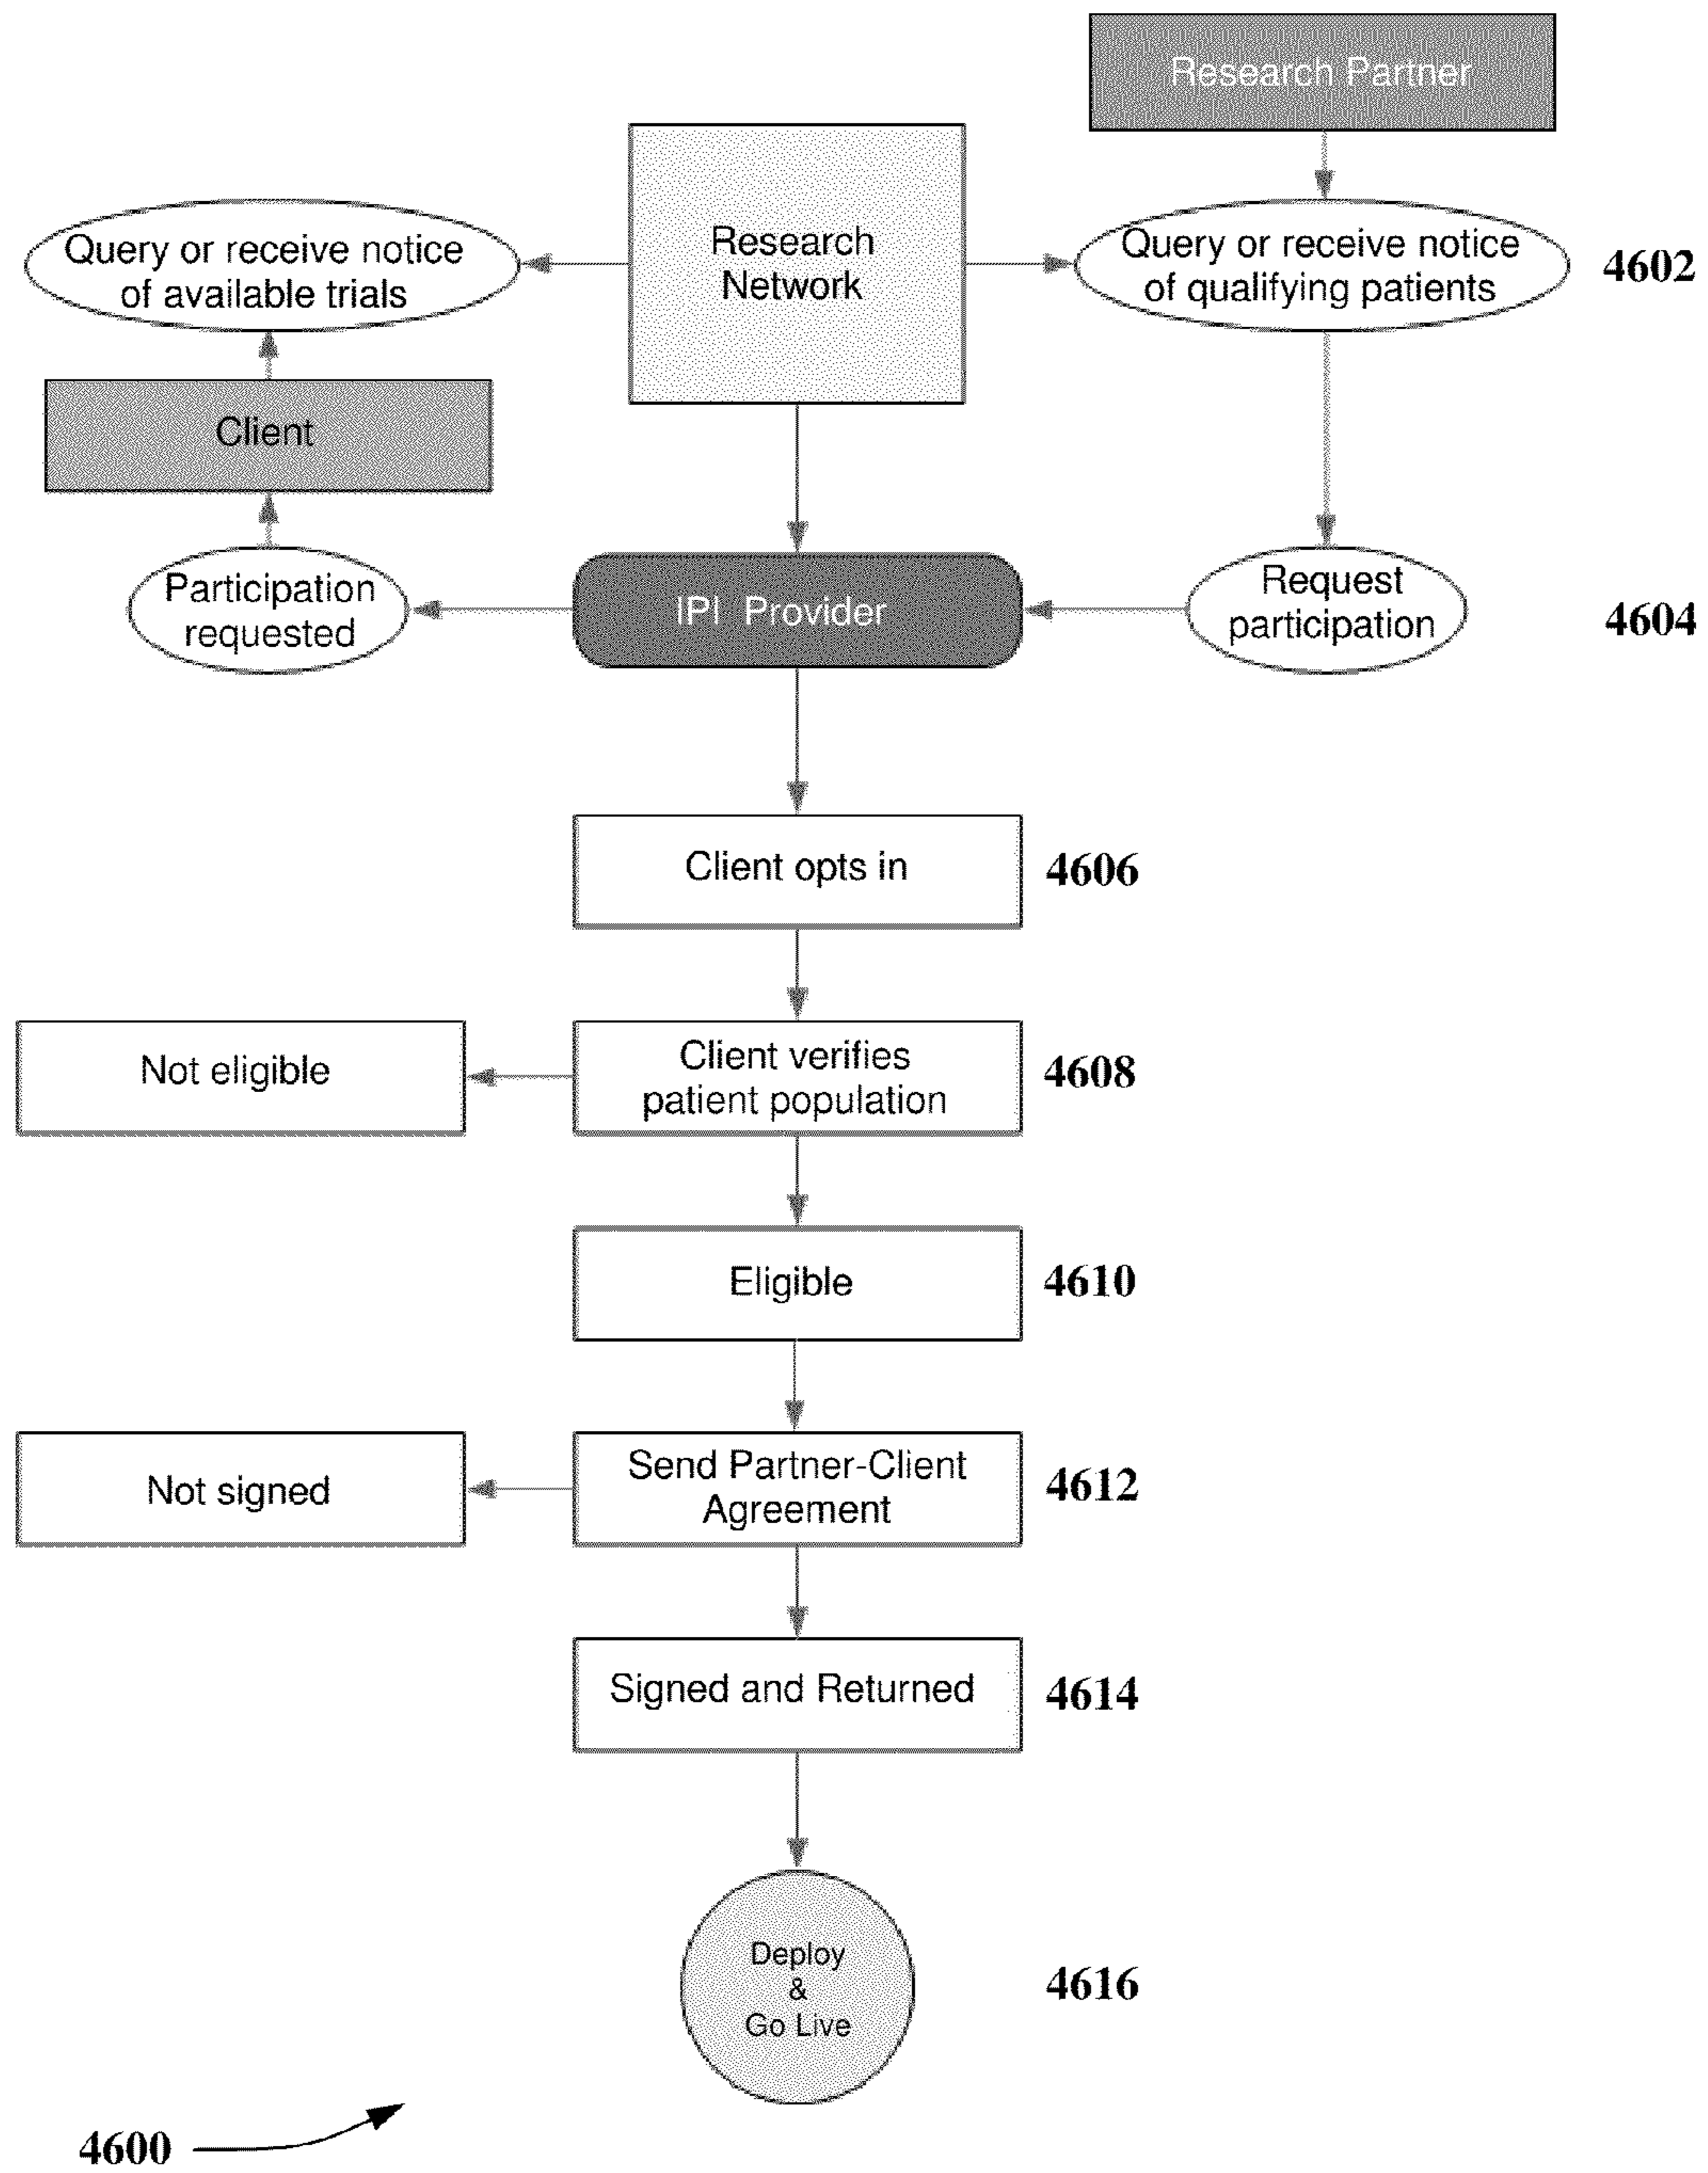 Research Partner
Research
Network
Query or receive notice
of available trials
Query or receive notice
of qualifying patients
4602
Client
Participation
requested
IPI Provider
Request
participation
4604
Client opts in
4606
Not eligible
Client verifies
patient population
4608
Eligible
4610
Not signed
Send Partner-Client
Agreement
4612
Signed and Returned
4614
Deploy
&
Go Live
4616
4600